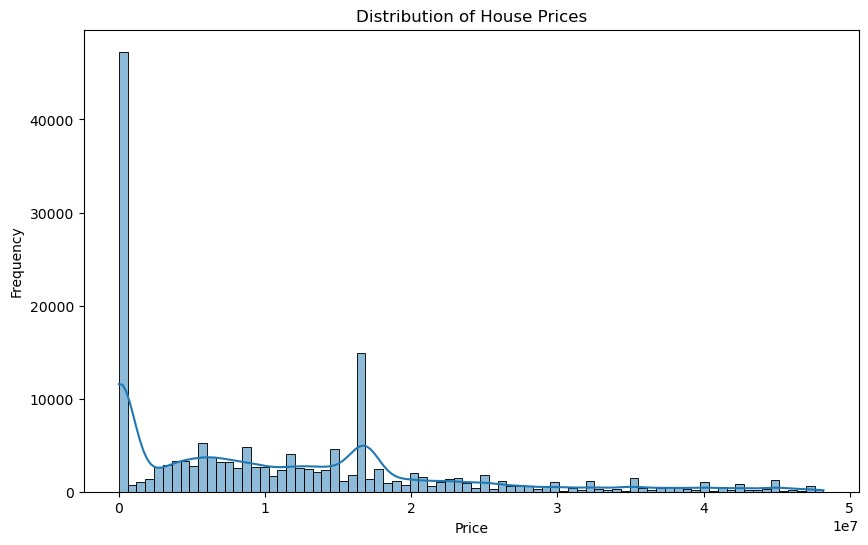 Distribution of House Prices
Frequency
40000
30000
20000
10000
0
0 1 2 3 4 5
1e7
Price